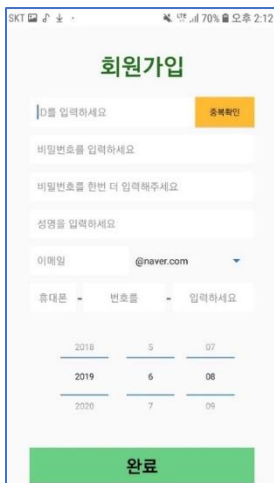 SKT LTE 70% 오후 2:12
회원가입
ID를 입력하세요 중복확인
비밀번호를 입력하세요
비밀번호를 한번 더 입력해주세요
성명을 입력하세요
이메일 @naver.com
휴대폰 - 번호를 - 입력하세요
2018 5 07
2019 6 08
2020 7 09
완료